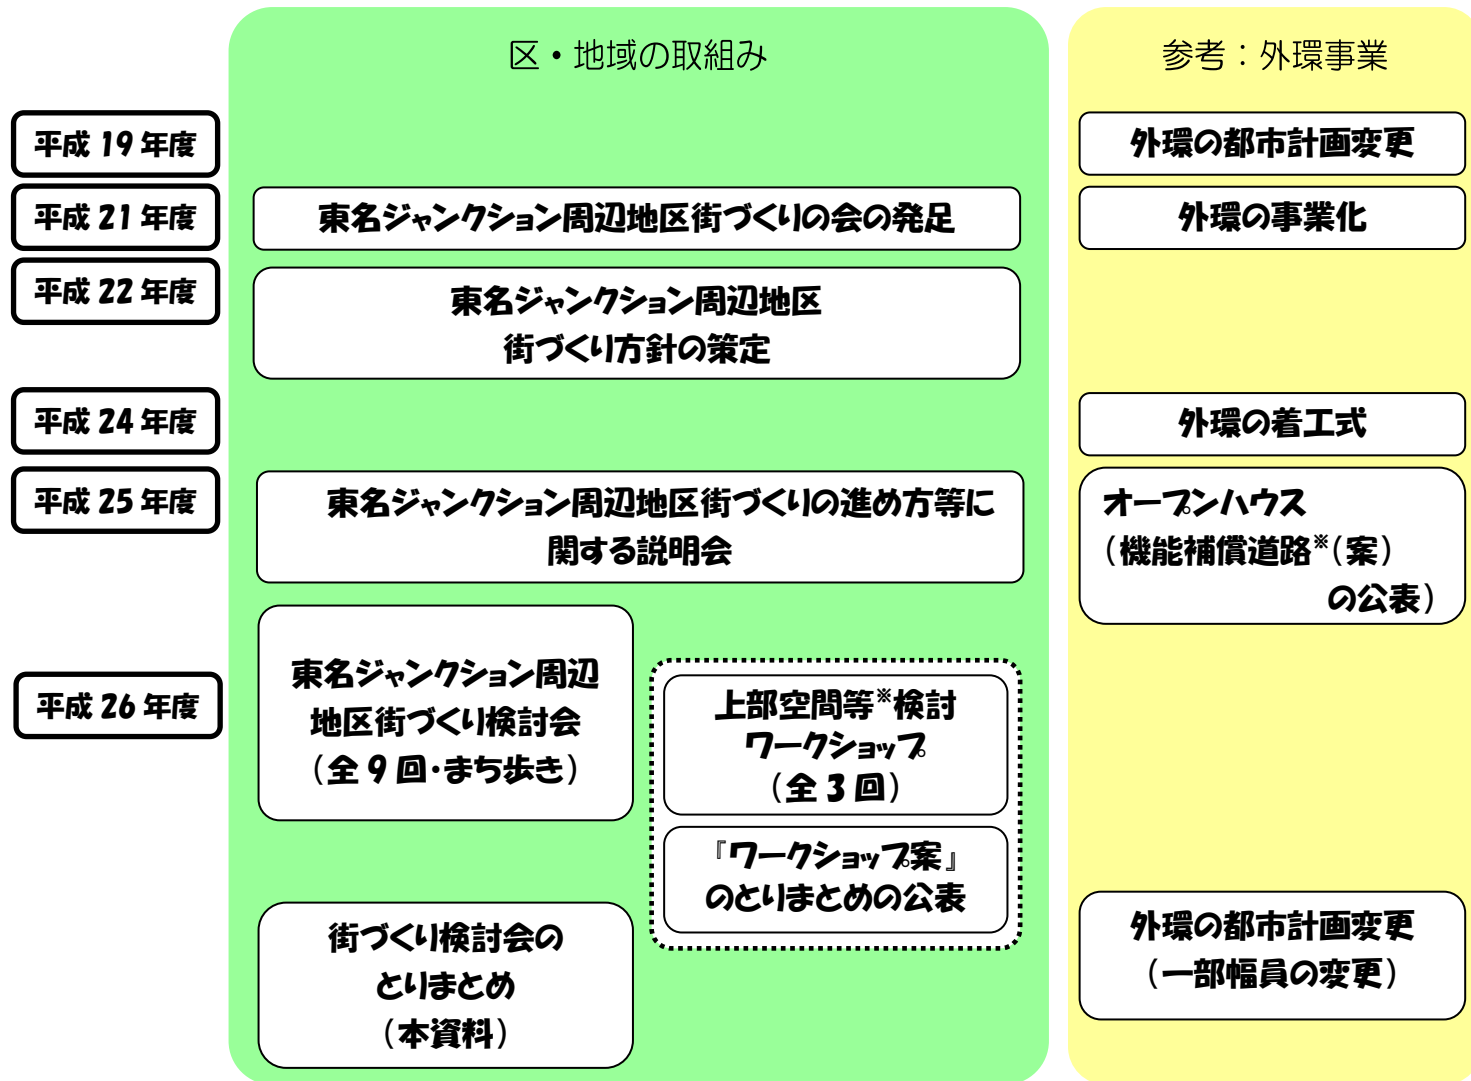 区・地域の取組み
参考：外環事業
平成 19 年度
外環の都市計画変更
平成 21 年度
東名ジャンクション周辺地区街づくりの会の発足
外環の事業化
平成 22 年度
東名ジャンクション周辺地区
街づくり方針の策定
平成 24 年度
外環の着工式
平成 25 年度
東名ジャンクション周辺地区街づくりの進め方等に
関する説明会
オープンハウス
（機能補償道路※（案）
の公表）
平成 26 年度
東名ジャンクション周辺
地区街づくり検討会
（全 9 回・まち歩き）
上部空間等※検討
ワークショップ
（全 3 回）
『ワークショップ案』
のとりまとめの公表
街づくり検討会の
とりまとめ
（本資料）
外環の都市計画変更
（一部幅員の変更）